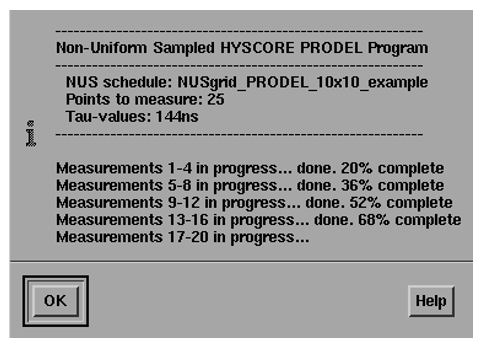 Non-Uniform Sampled HYSCORE PRODEL Program
NUS schedule: NUSgrid_PRODEL_10x10_example
Points to measure: 25
Tau-values: 144ns
Measurements 1-4 in progress... done. 20% complete
Measurements 5-8 in progress... done. 36% complete
Measurements 9-12 in progress... done. 52% complete
Measurements 13-16 in progress... done. 68% complete
Measurements 17-20 in progress...
OK
Help